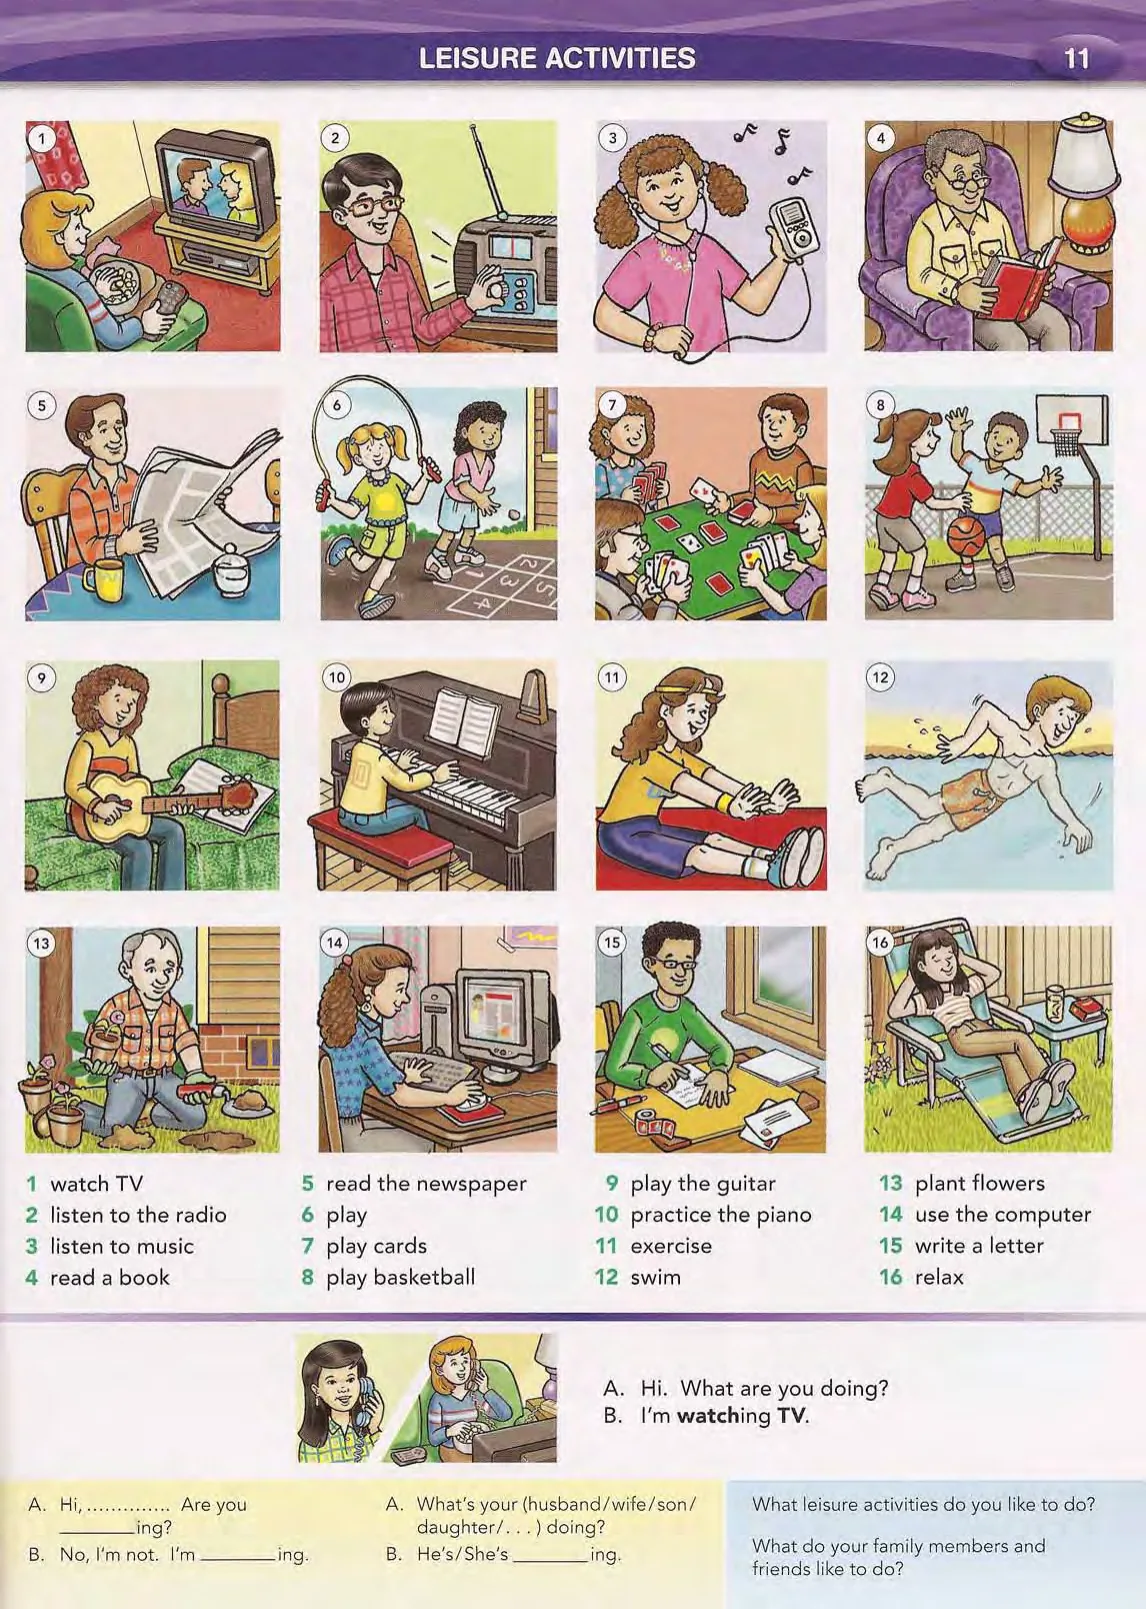 LEISURE ACTIVITIES
11
1
2
3
4
5
6
7
8
9
10
11
12
13
14
15
16
1 watch TV
2 listen to the radio
3 listen to music
4 read a book
5 read the newspaper
6 play
7 play cards
8 play basketball
9 play the guitar
10 practice the piano
11 exercise
12 swim
13 plant flowers
14 use the computer
15 write a letter
16 relax
A. Hi. What are you doing?
B. I'm watching TV.
A. Hi, .............. Are you
________ing?
B. No, I'm not. I'm ________ing.
A. What's your (husband/wife/son/
daughter/. . . ) doing?
B. He's/She's ________ing.
What leisure activities do you like to do?
What do your family members and
friends like to do?